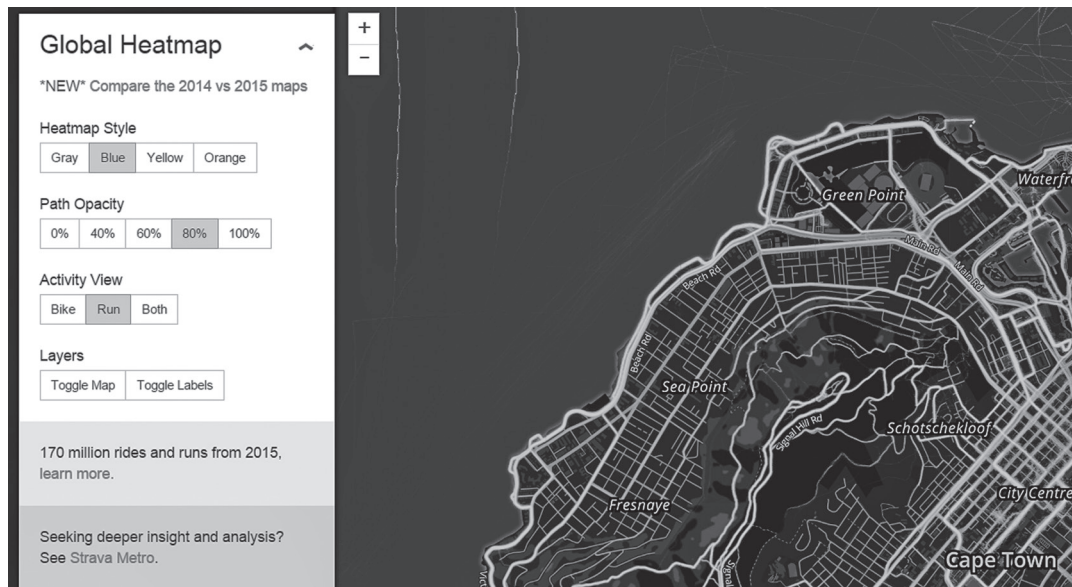 Global Heatmap
*NEW* Compare the 2014 vs 2015 maps
Heatmap Style
Gray Blue Yellow Orange
Path Opacity
0% 40% 60% 80% 100%
Activity View
Bike Run Both
Layers
Toggle Map Toggle Labels
170 million rides and runs from 2015,
learn more.
Seeking deeper insight and analysis?
See Strava Metro.
+
−
Green Point
Waterfr
Main Rd
Main Rd
Beach Rd
Beach Rd
Sea Point
Signal Hill Rd
Schotschekloof
City Centre
Fresnaye
Cape Town
Signal